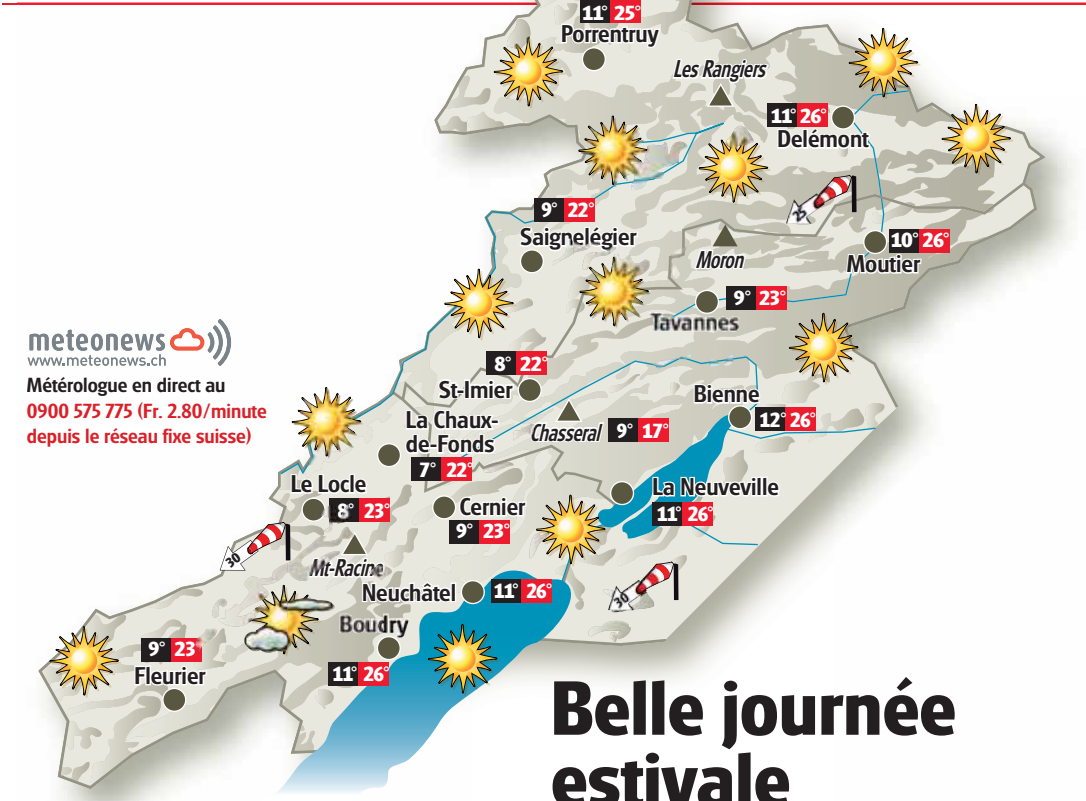 11° 25°
Porrentruy
Les Rangiers
11° 26°
Delémont
9° 22°
Saignelégier
25
10° 26°
Moutier
Moron
9° 23°
Tavannes
meteonews
www.meteonews.ch
Météorologue en direct au
0900 575 775 (Fr. 2.80/minute
depuis le réseau fixe suisse)
8° 22°
St-Imier
Bienne
12° 26°
Chasseral 9° 17°
La Chaux-
de-Fonds
7° 22°
Le Locle
8° 23°
Cernier
9° 23°
La Neuveville
11° 26°
30
Mt-Racine
Neuchâtel 11° 26°
30
Boudry
11° 26°
9° 23
Fleurier
Belle journée
estivale